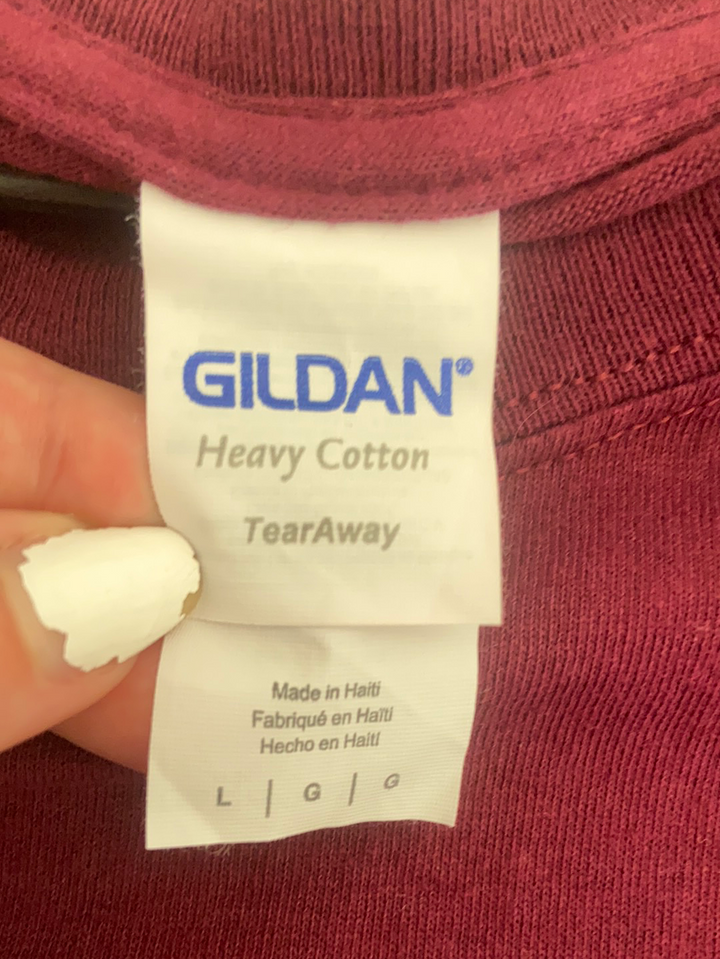 GILDAN®
Heavy Cotton
TearAway
Made in Haiti
Fabriqué en Haïti
Hecho en Haití
L | G | G